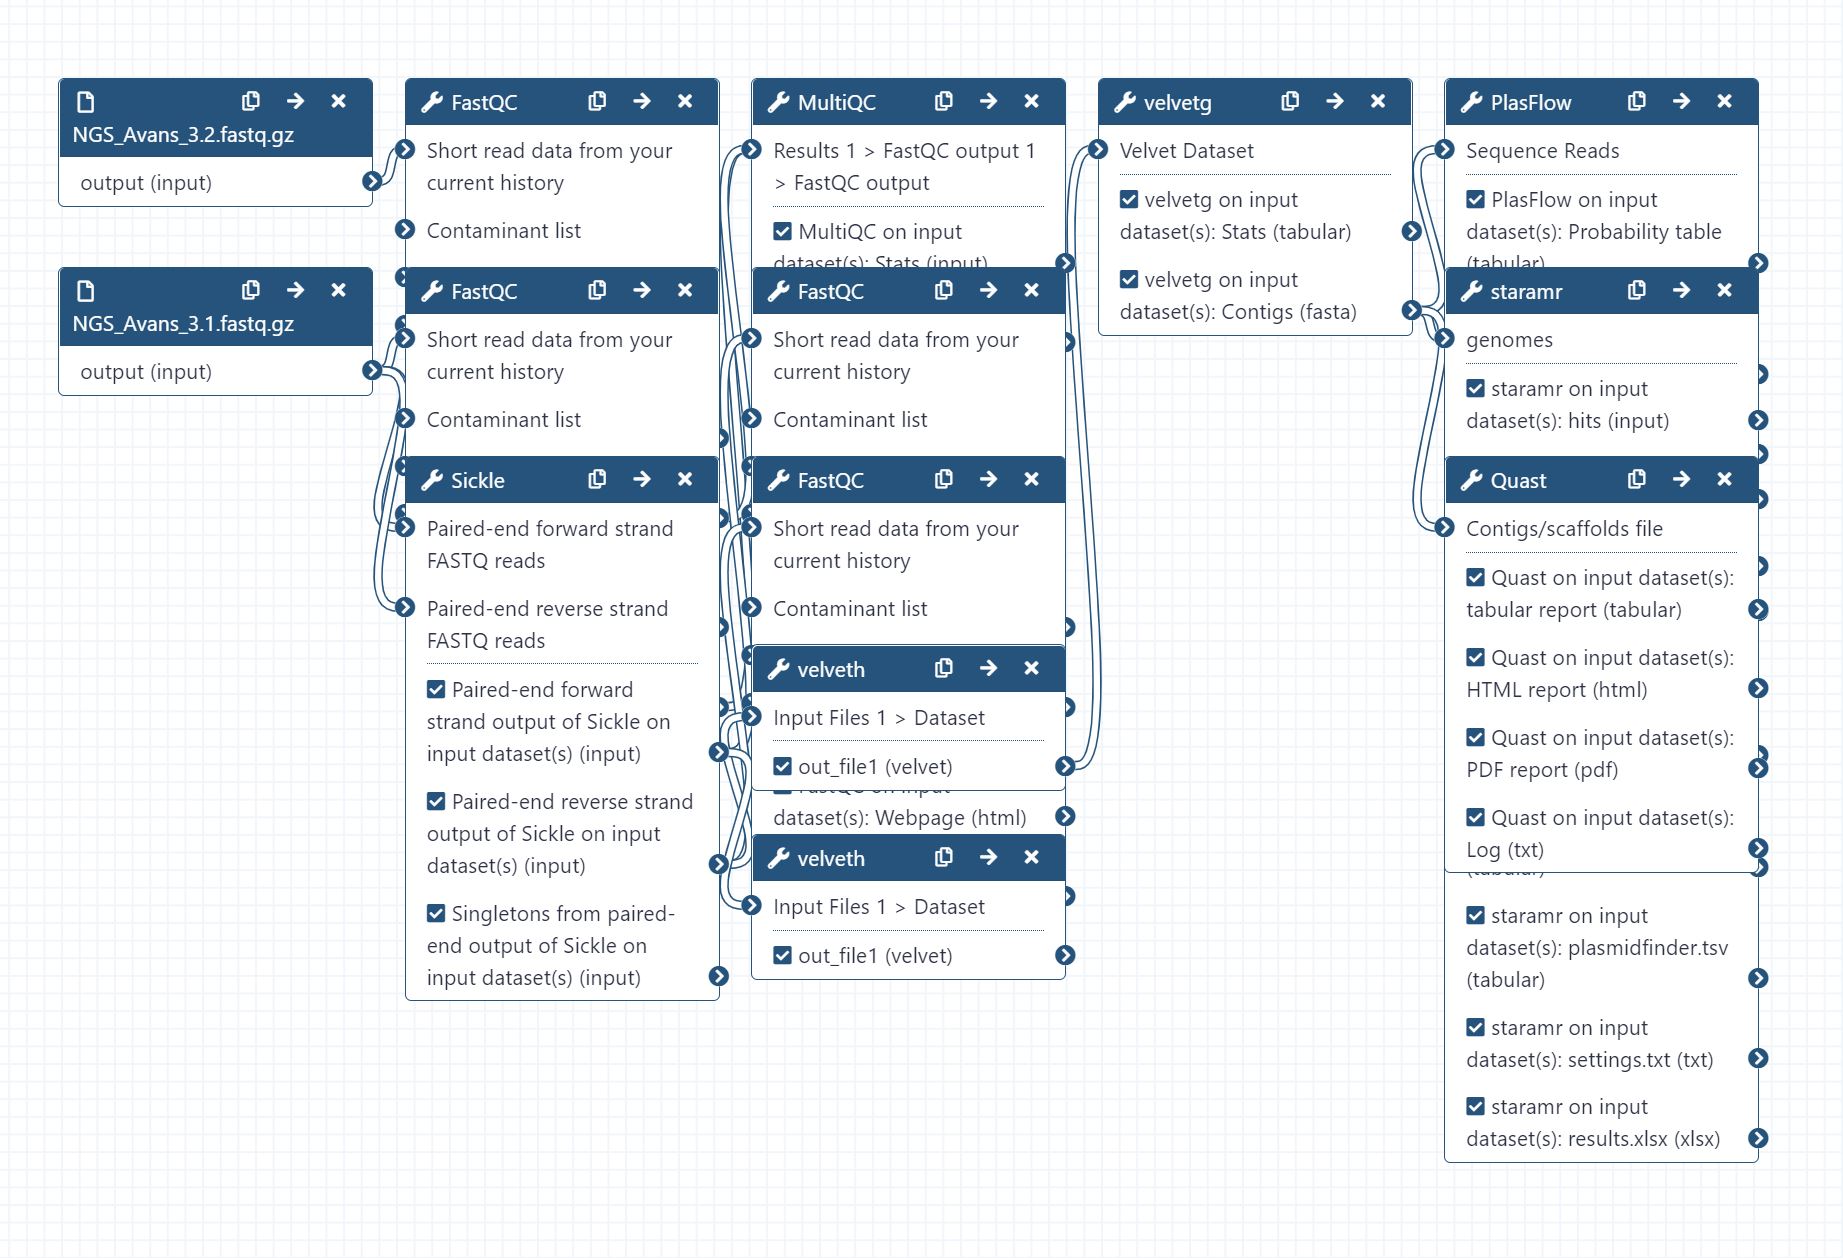 NGS_Avans_3.2.fastq.gz
output (input)
NGS_Avans_3.1.fastq.gz
output (input)
FastQC
Short read data from your
current history
Contaminant list
FastQC
Short read data from your
current history
Contaminant list
Sickle
Paired-end forward strand
FASTQ reads
Paired-end reverse strand
FASTQ reads
Paired-end forward
strand output of Sickle on
input dataset(s) (input)
Paired-end reverse strand
output of Sickle on input
dataset(s) (input)
Singletons from paired-
end output of Sickle on
input dataset(s) (input)
MultiQC
Results 1 > FastQC output 1
> FastQC output
MultiQC on input
dataset(s): Stats (input)
FastQC
Short read data from your
current history
Contaminant list
FastQC
Short read data from your
current history
Contaminant list
velveth
Input Files 1 > Dataset
out_file1 (velvet)
FastQC on input
dataset(s): Webpage (html)
velveth
Input Files 1 > Dataset
out_file1 (velvet)
velvetg
Velvet Dataset
velvetg on input
dataset(s): Stats (tabular)
velvetg on input
dataset(s): Contigs (fasta)
PlasFlow
Sequence Reads
PlasFlow on input
dataset(s): Probability table
(tabular)
staramr
genomes
staramr on input
dataset(s): hits (input)
Quast
Contigs/scaffolds file
Quast on input dataset(s):
tabular report (tabular)
Quast on input dataset(s):
HTML report (html)
Quast on input dataset(s):
PDF report (pdf)
Quast on input dataset(s):
Log (txt)
(tabular)
staramr on input
dataset(s): plasmidfinder.tsv
(tabular)
staramr on input
dataset(s): settings.txt (txt)
staramr on input
dataset(s): results.xlsx (xlsx)